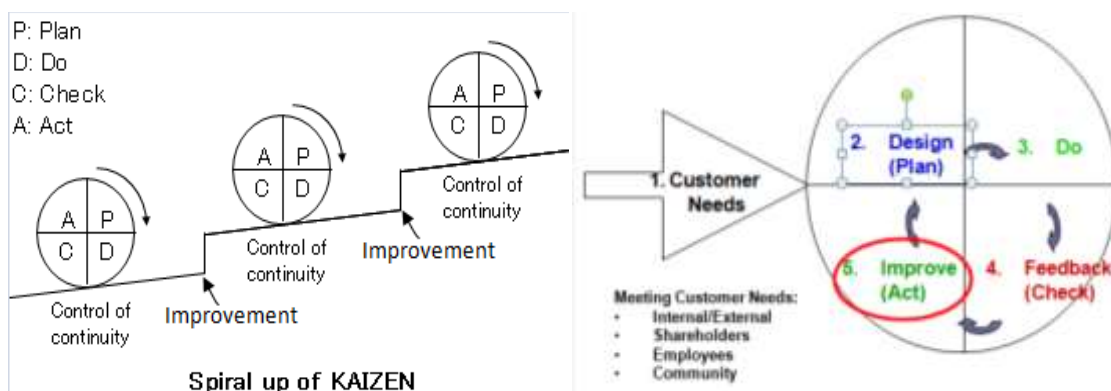 P: Plan
D: Do
C: Check
A: Act
A P
C D
Control of
continuity
Improvement
A P
C D
Control of
continuity
Improvement
A P
C D
Control of
continuity
Spiral up of KAIZEN
1. Customer
Needs
2. Design
(Plan)
3. Do
4. Feedback
(Check)
5. Improve
(Act)
Meeting Customer Needs:
• Internal/External
• Shareholders
• Employees
• Community